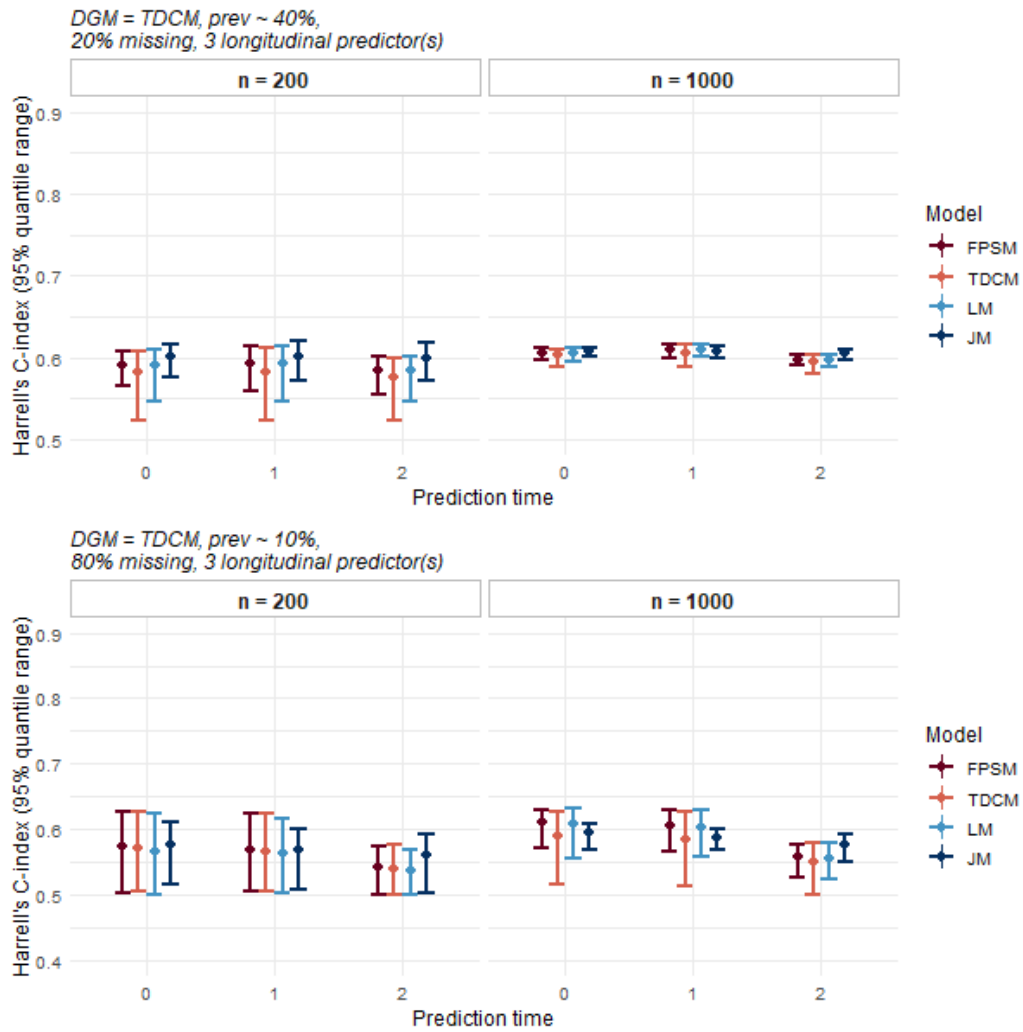 DGM = TDCM, prev ~ 40%,
20% missing, 3 longitudinal predictor(s)
n = 200
n = 1000
Harrell's C-index (95% quantile range)
0.9
0.8
0.7
0.6
0.5
0 1 2
0 1 2
Prediction time
Model
FPSM
TDCM
LM
JM
DGM = TDCM, prev ~ 10%,
80% missing, 3 longitudinal predictor(s)
n = 200
n = 1000
Harrell's C-index (95% quantile range)
0.9
0.8
0.7
0.6
0.5
0.4
0 1 2
0 1 2
Prediction time
Model
FPSM
TDCM
LM
JM